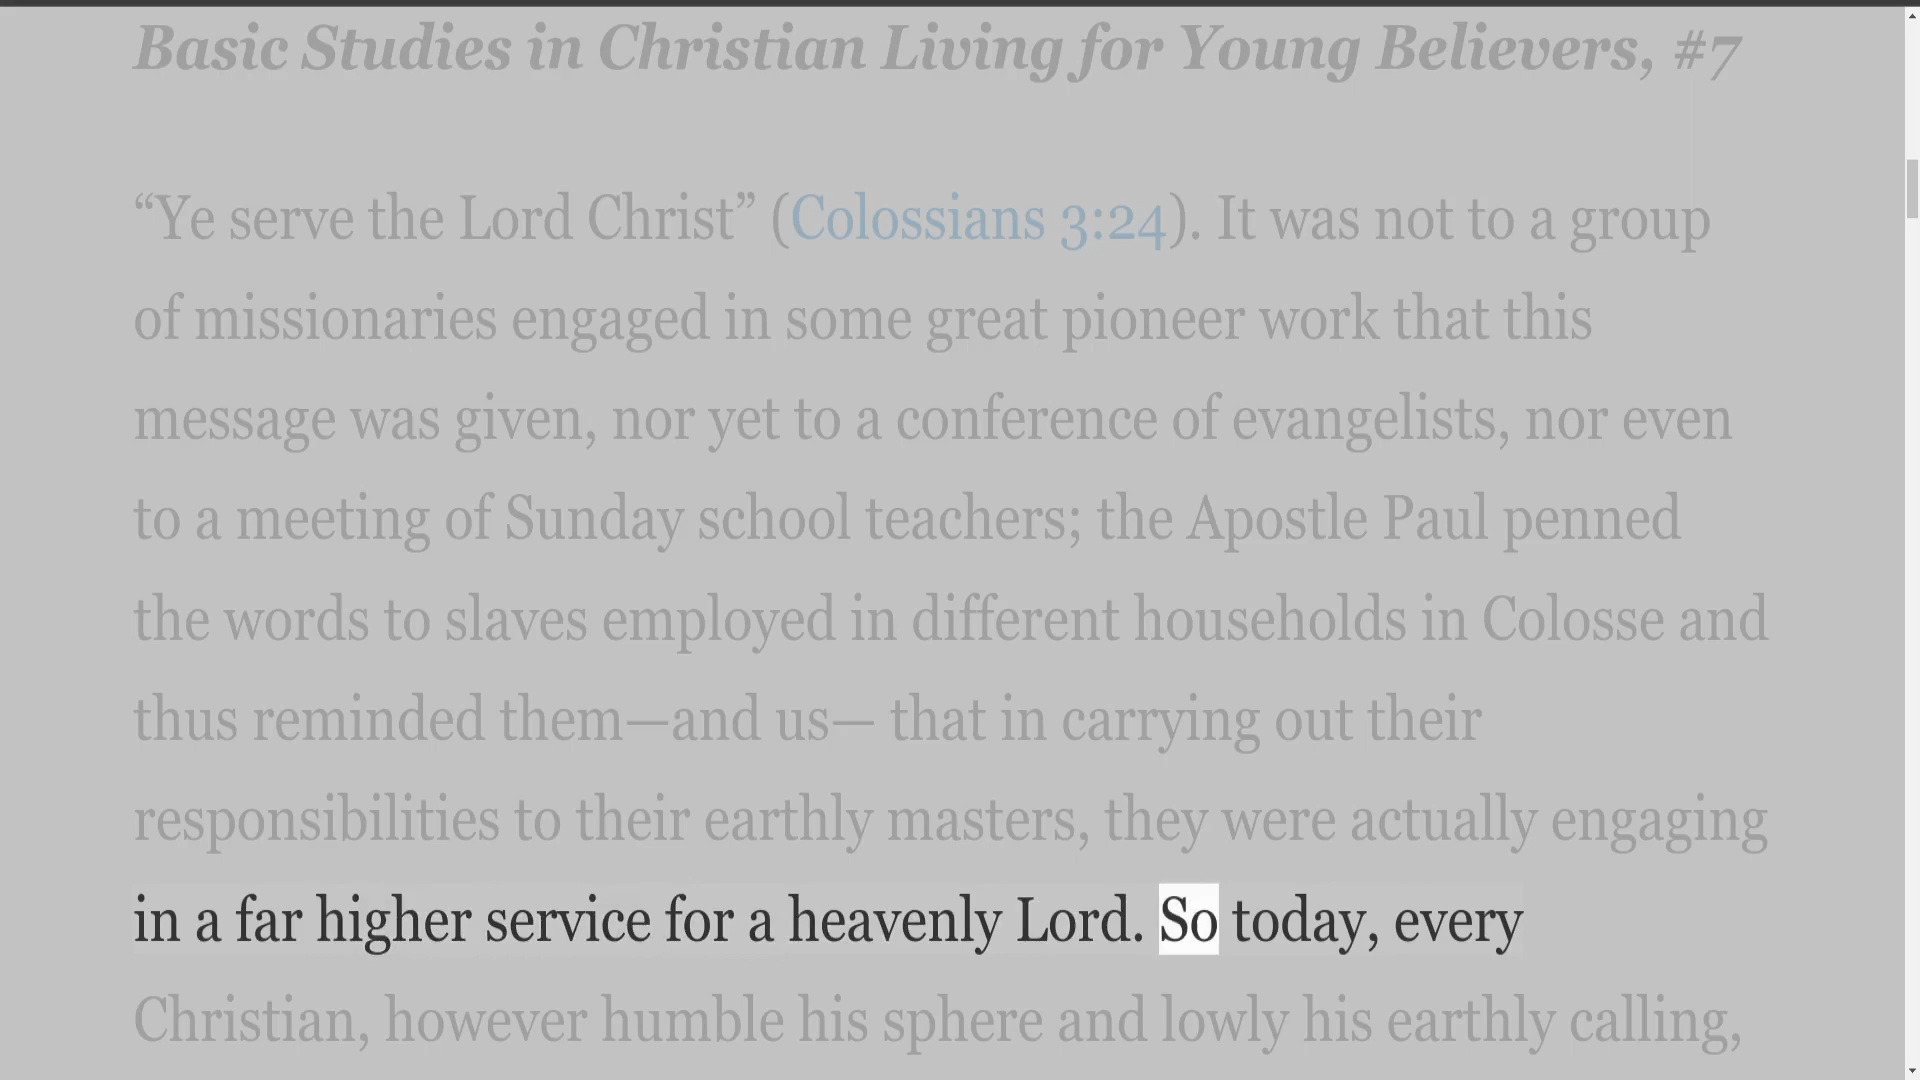 Basic Studies in Christian Living for Young Believers, #7
“Ye serve the Lord Christ” (Colossians 3:24). It was not to a group
of missionaries engaged in some great pioneer work that this
message was given, nor yet to a conference of evangelists, nor even
to a meeting of Sunday school teachers; the Apostle Paul penned
the words to slaves employed in different households in Colosse and
thus reminded them—and us— that in carrying out their
responsibilities to their earthly masters, they were actually engaging
in a far higher service for a heavenly Lord. So today, every
Christian, however humble his sphere and lowly his earthly calling,